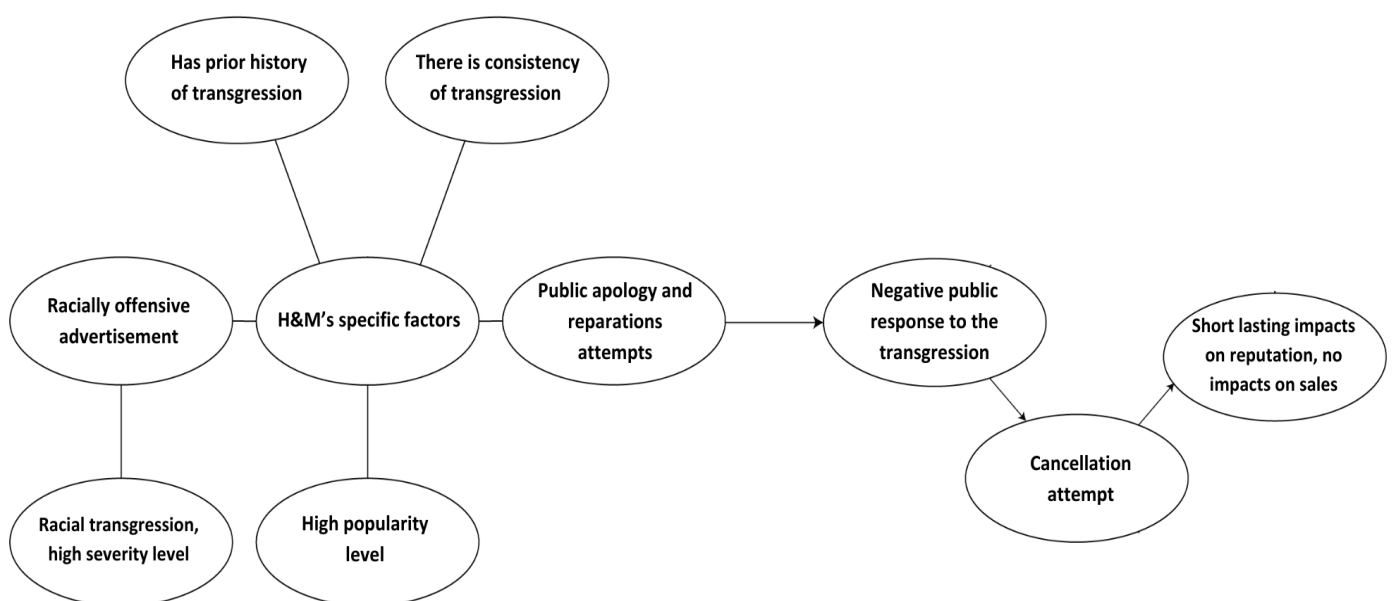 Has prior history
of transgression
There is consistency
of transgression
Racially offensive
advertisement
H&M's specific factors
Public apology and
reparations
attempts
Negative public
response to the
transgression
Short lasting impacts
on reputation, no
impacts on sales
Cancellation
attempt
Racial transgression,
high severity level
High popularity
level